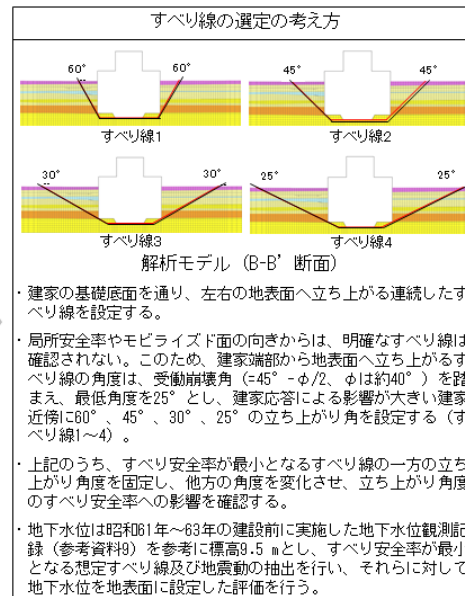 すべり線の選定の考え方
60° 60° 45° 45°
すべり線1 すべり線2
30° 30° 25° 25°
すべり線3 すべり線4
解析モデル（B-B’断面）
・建家の基礎底面を通り、左右の地表面へ立ち上がる連続したす
べり線を設定する。
・局所安全率やモビライズド面の向きからは、明確なすべり線は
確認されない。このため、建家端部から地表面へ立ち上がるす
べり線の角度は、受働崩壊角（=45°-φ/2、φは約40°）を踏
まえ、最低角度を25°とし、建家応答による影響が大きい建家
近傍に60°、45°、30°、25°の立ち上がり角を設定する（す
べり線1～4）。
・上記のうち、すべり安全率が最小となるすべり線の一方の立ち
上がり角度を固定し、他方の角度を変化させ、立ち上がり角度
のすべり安全率への影響を確認する。
・地下水位は昭和61年～63年の建設前に実施した地下水位観測記
録（参考資料9）を参考に標高9.5 mとし、すべり安全率が最小
となる想定すべり線及び地震動の抽出を行い、それらに対して
地下水位を地表面に設定した評価を行う。